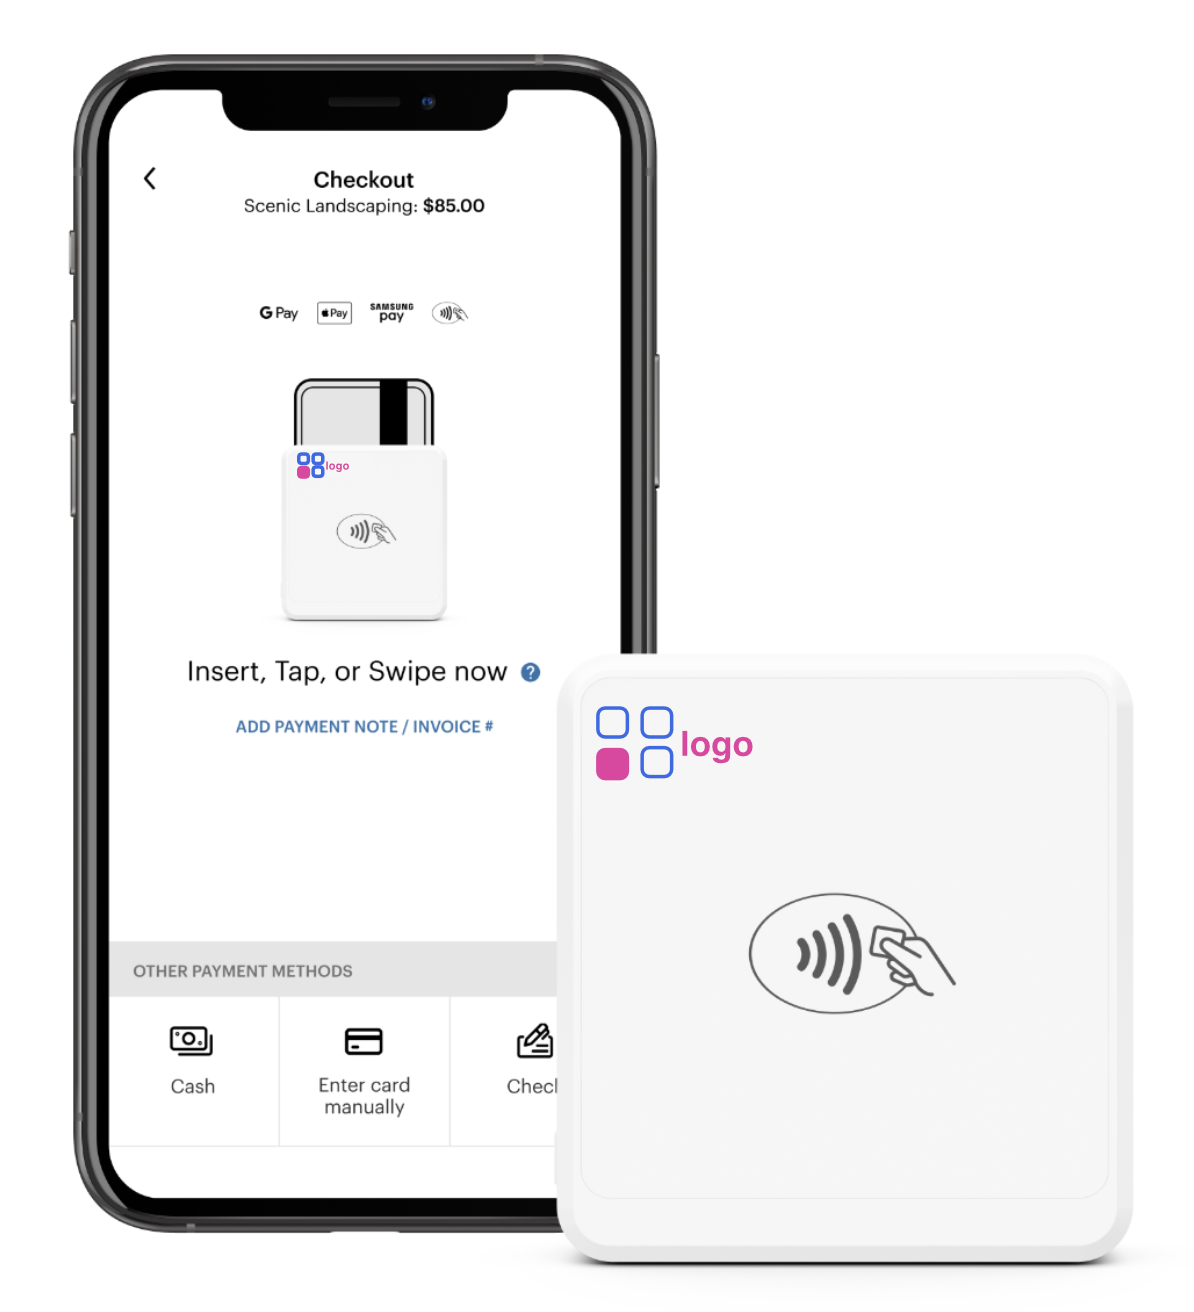 Checkout
Scenic Landscaping: $85.00
G Pay Pay SAMSUNG pay
logo
Insert, Tap, or Swipe now ?
ADD PAYMENT NOTE / INVOICE #
logo
OTHER PAYMENT METHODS
Cash
Enter card
manually